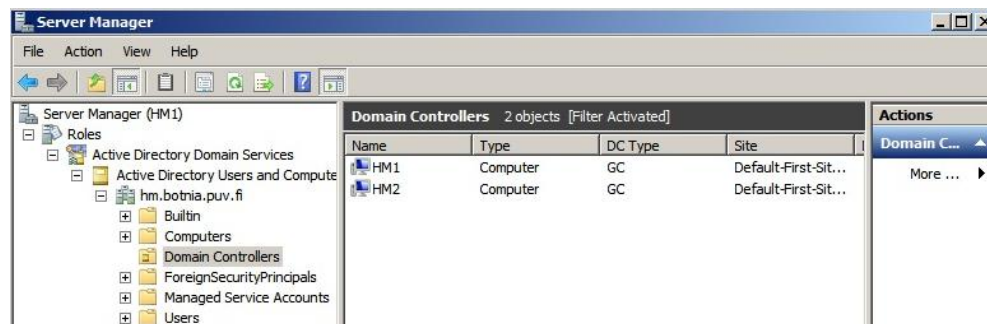 Server Manager
File Action View Help
Server Manager (HM1)
Roles
Active Directory Domain Services
Active Directory Users and Compute
hm.botnia.puv.fi
Builtin
Computers
Domain Controllers
ForeignSecurityPrincipals
Managed Service Accounts
Users
Domain Controllers 2 objects [Filter Activated]
Name Type DC Type Site
HM1 Computer GC Default-First-Sit...
HM2 Computer GC Default-First-Sit...
Actions
Domain C...
More ...